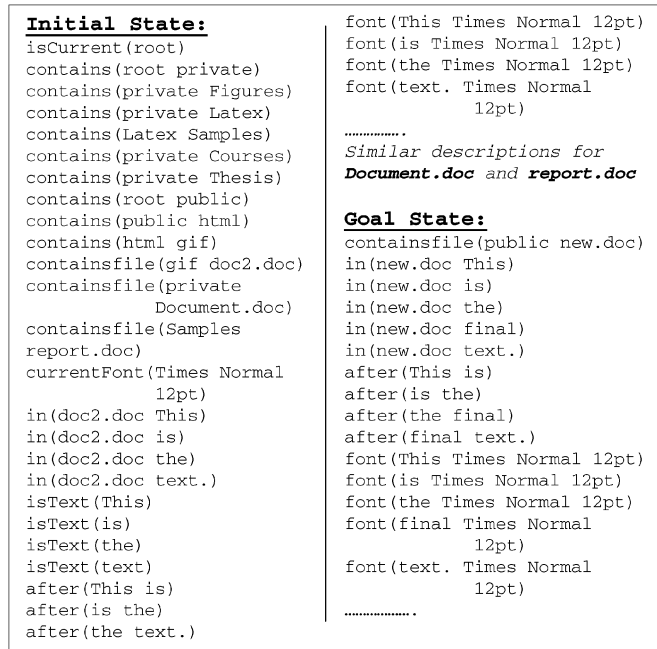 Initial State:
isCurrent(root)
contains(root private)
contains(private Figures)
contains(private Latex)
contains(Latex Samples)
contains(private Courses)
contains(private Thesis)
contains(root public)
contains(public html)
contains(html gif)
containsfile(gif doc2.doc)
containsfile(private
Document.doc)
containsfile(Samples
report.doc)
currentFont(Times Normal
12pt)
in(doc2.doc This)
in(doc2.doc is)
in(doc2.doc the)
in(doc2.doc text.)
isText(This)
isText(is)
isText(the)
isText(text)
after(This is)
after(is the)
after(the text.)
font(This Times Normal 12pt)
font(is Times Normal 12pt)
font(the Times Normal 12pt)
font(text. Times Normal
12pt)
…………….
Similar descriptions for
Document.doc and report.doc
Goal State:
containsfile(public new.doc)
in(new.doc This)
in(new.doc is)
in(new.doc the)
in(new.doc final)
in(new.doc text.)
after(This is)
after(is the)
after(the final)
after(final text.)
font(This Times Normal 12pt)
font(is Times Normal 12pt)
font(the Times Normal 12pt)
font(final Times Normal
12pt)
font(text. Times Normal
12pt)
……………….